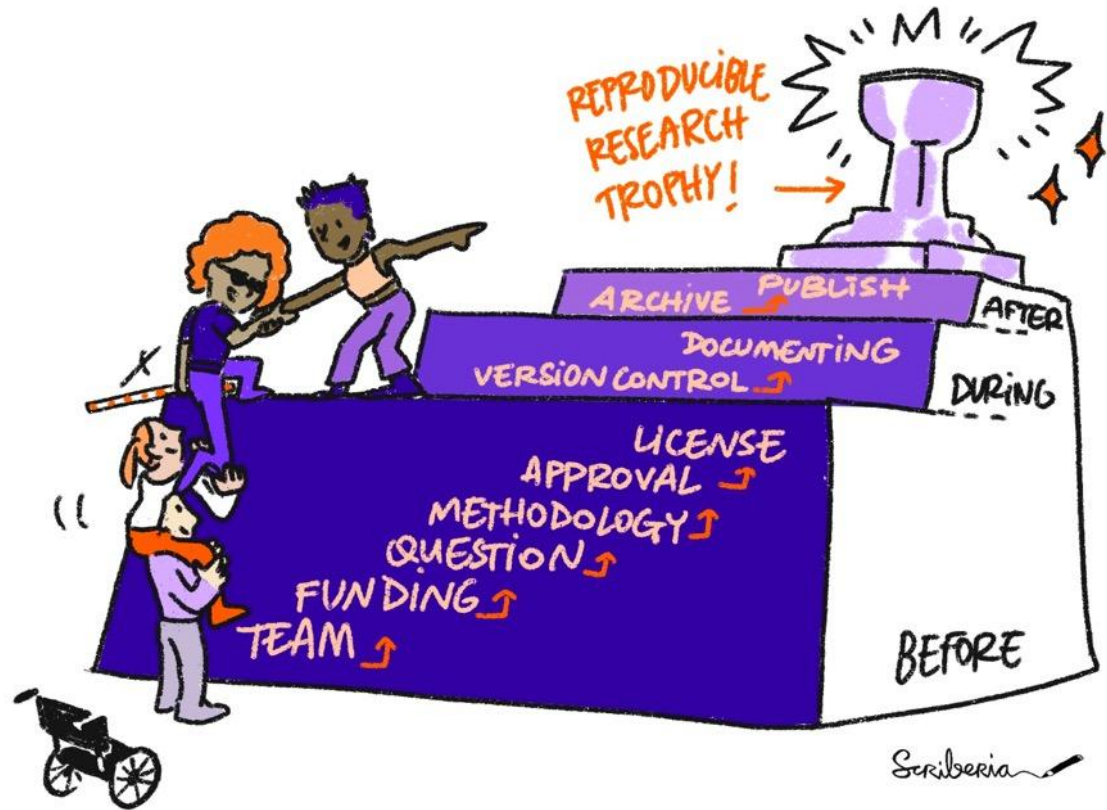 REPRODUCIBLE
RESEARCH
TROPHY!
ARCHIVE PUBLISH
AFTER
DOCUMENTING
VERSION CONTROL
DURING
LICENSE
APPROVAL
METHODOLOGY
QUESTION
FUNDING
TEAM
BEFORE
Scriberia